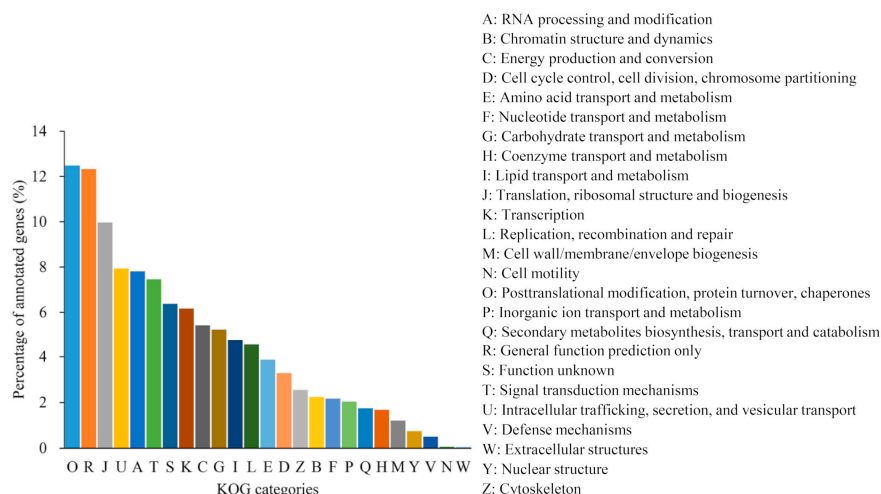 14
12
10
8
6
4
2
0
Percentage of annotated genes (%)
O R J U A T S K C G I L E D Z B F P Q H M Y V N W
KOG categories
A: RNA processing and modification
B: Chromatin structure and dynamics
C: Energy production and conversion
D: Cell cycle control, cell division, chromosome partitioning
E: Amino acid transport and metabolism
F: Nucleotide transport and metabolism
G: Carbohydrate transport and metabolism
H: Coenzyme transport and metabolism
I: Lipid transport and metabolism
J: Translation, ribosomal structure and biogenesis
K: Transcription
L: Replication, recombination and repair
M: Cell wall/membrane/envelope biogenesis
N: Cell motility
O: Posttranslational modification, protein turnover, chaperones
P: Inorganic ion transport and metabolism
Q: Secondary metabolites biosynthesis, transport and catabolism
R: General function prediction only
S: Function unknown
T: Signal transduction mechanisms
U: Intracellular trafficking, secretion, and vesicular transport
V: Defense mechanisms
W: Extracellular structures
Y: Nuclear structure
Z: Cytoskeleton